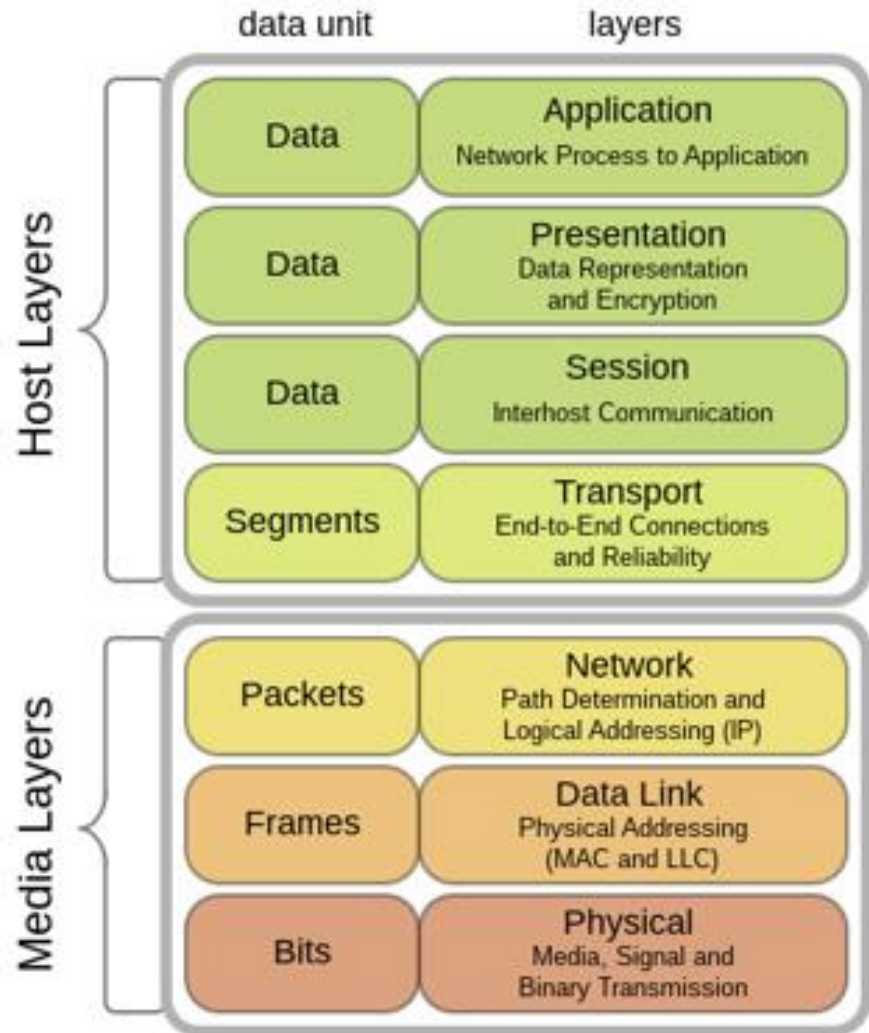 data unit
layers
Host Layers
Data
Application
Network Process to Application
Data
Presentation
Data Representation
and Encryption
Data
Session
Interhost Communication
Segments
Transport
End-to-End Connections
and Reliability
Media Layers
Packets
Network
Path Determination and
Logical Addressing (IP)
Frames
Data Link
Physical Addressing
(MAC and LLC)
Bits
Physical
Media, Signal and
Binary Transmission